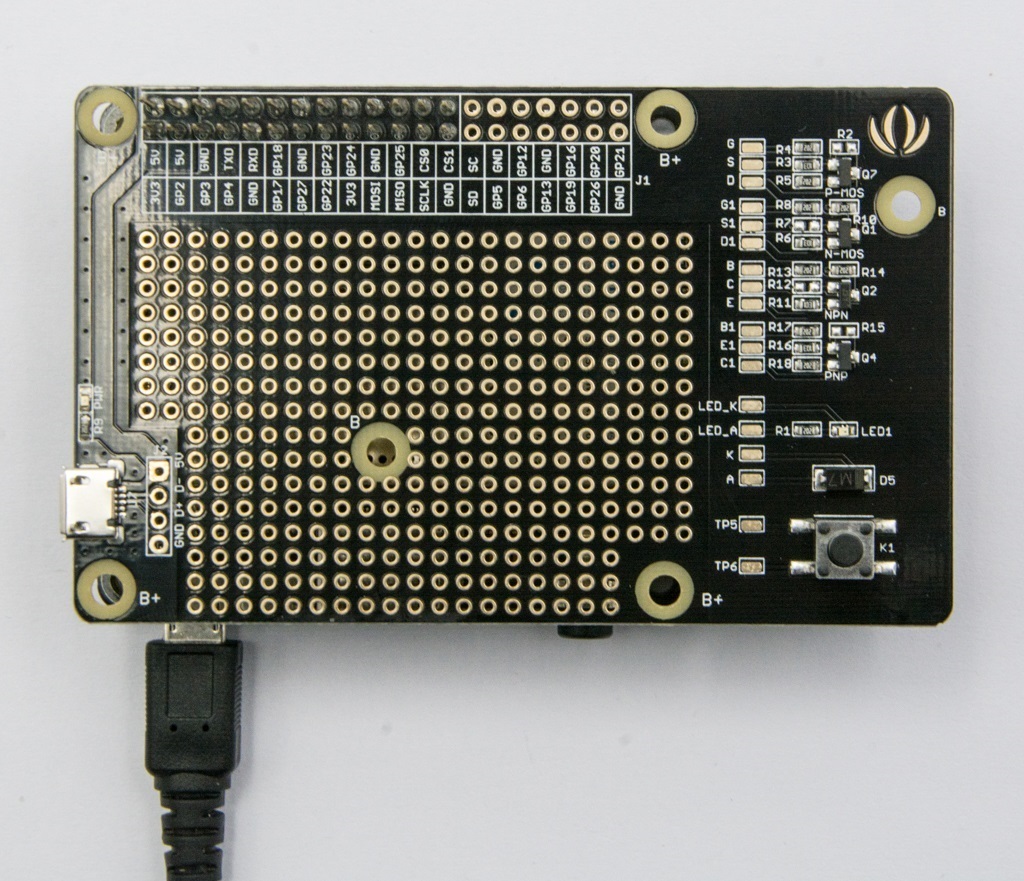 5V 5V GND TXD RXD GP18 GND GP23 GP24 GND GP25 CS0 CS1 SC GND GP12 GND GP16 GP20 GP21
3V3 GP2 GP3 GP4 GND GP17 GP27 GP22 3V3 MOSI MISO SCLK GND SD GP5 GP6 GP13 GP19 GP26 GND
J1
B+
B
R2
G R4
S R3
D R5
Q7
P-MOS
G1 R8
R10
S1 R7
Q1
D1 R6
N-MOS
B R13 R14
C R12
Q2
E R11
NPN
B1 R17 R15
E1 R16
Q4
C1 R18
PNP
R9 PWR
B
LED_K
LED_A R1 LED1
K
A
M7
D5
5V
D-
D+
GND
TP5
K1
TP6
B+
B+